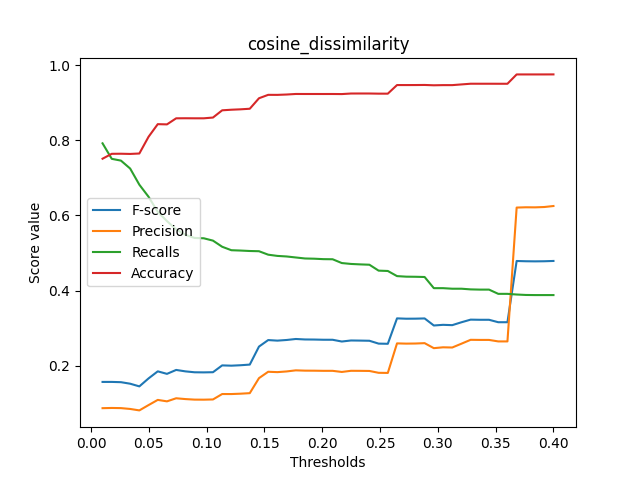 cosine_dissimilarity
1.0
0.8
0.6
0.4
0.2
Score value
F-score
Precision
Recalls
Accuracy
0.00 0.05 0.10 0.15 0.20 0.25 0.30 0.35 0.40
Thresholds